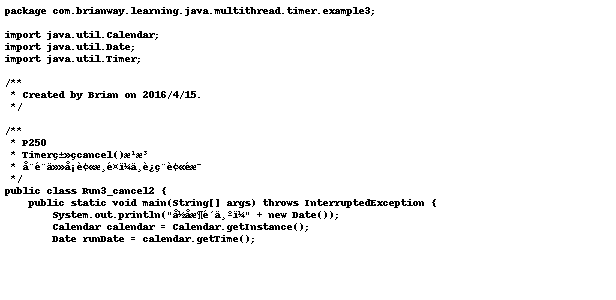 package com.brianway.learning.java.multithread.timer.example3;
import java.util.Calendar;
import java.util.Date;
import java.util.Timer;
/**
* Created by Brian on 2016/4/15.
*/
/**
* P250
* Timerç±»çcancel()æ¹æ³
* å¨é¨ä»»å¡è¢«æ¸é¤ï¼ä¸è¿ç¨è¢«éæ¯
*/
public class Run3_cancel2 {
public static void main(String[] args) throws InterruptedException {
System.out.println("å½åæ¶é´ä¸ºï¼" + new Date());
Calendar calendar = Calendar.getInstance();
Date runDate = calendar.getTime();